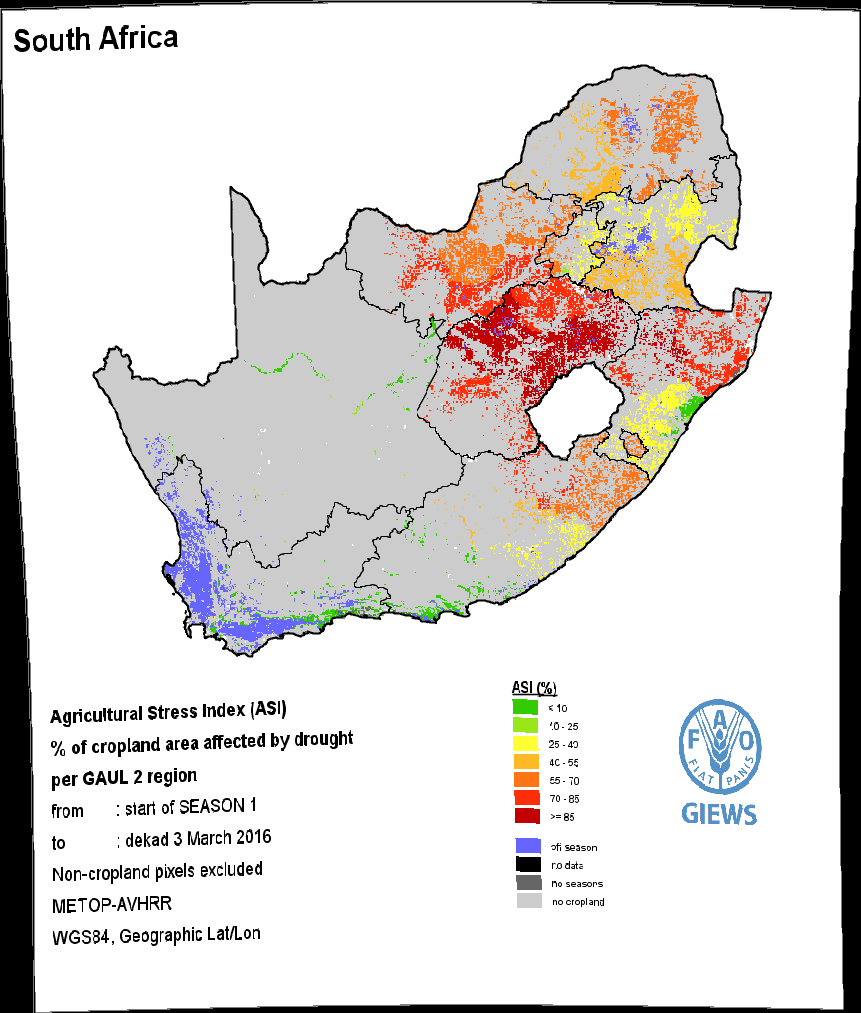 South Africa
Agricultural Stress Index (ASI)
% of cropland area affected by drought
per GAUL 2 region
from : start of SEASON 1
to : dekad 3 March 2016
Non-cropland pixels excluded
METOP-AVHRR
WGS84, Geographic Lat/Lon
ASI (%)
< 10
10 - 25
25 - 40
40 - 55
55 - 70
70 - 85
>= 85
off season
no data
no seasons
no cropland
F A O
FIAT PANIS
GIEWS